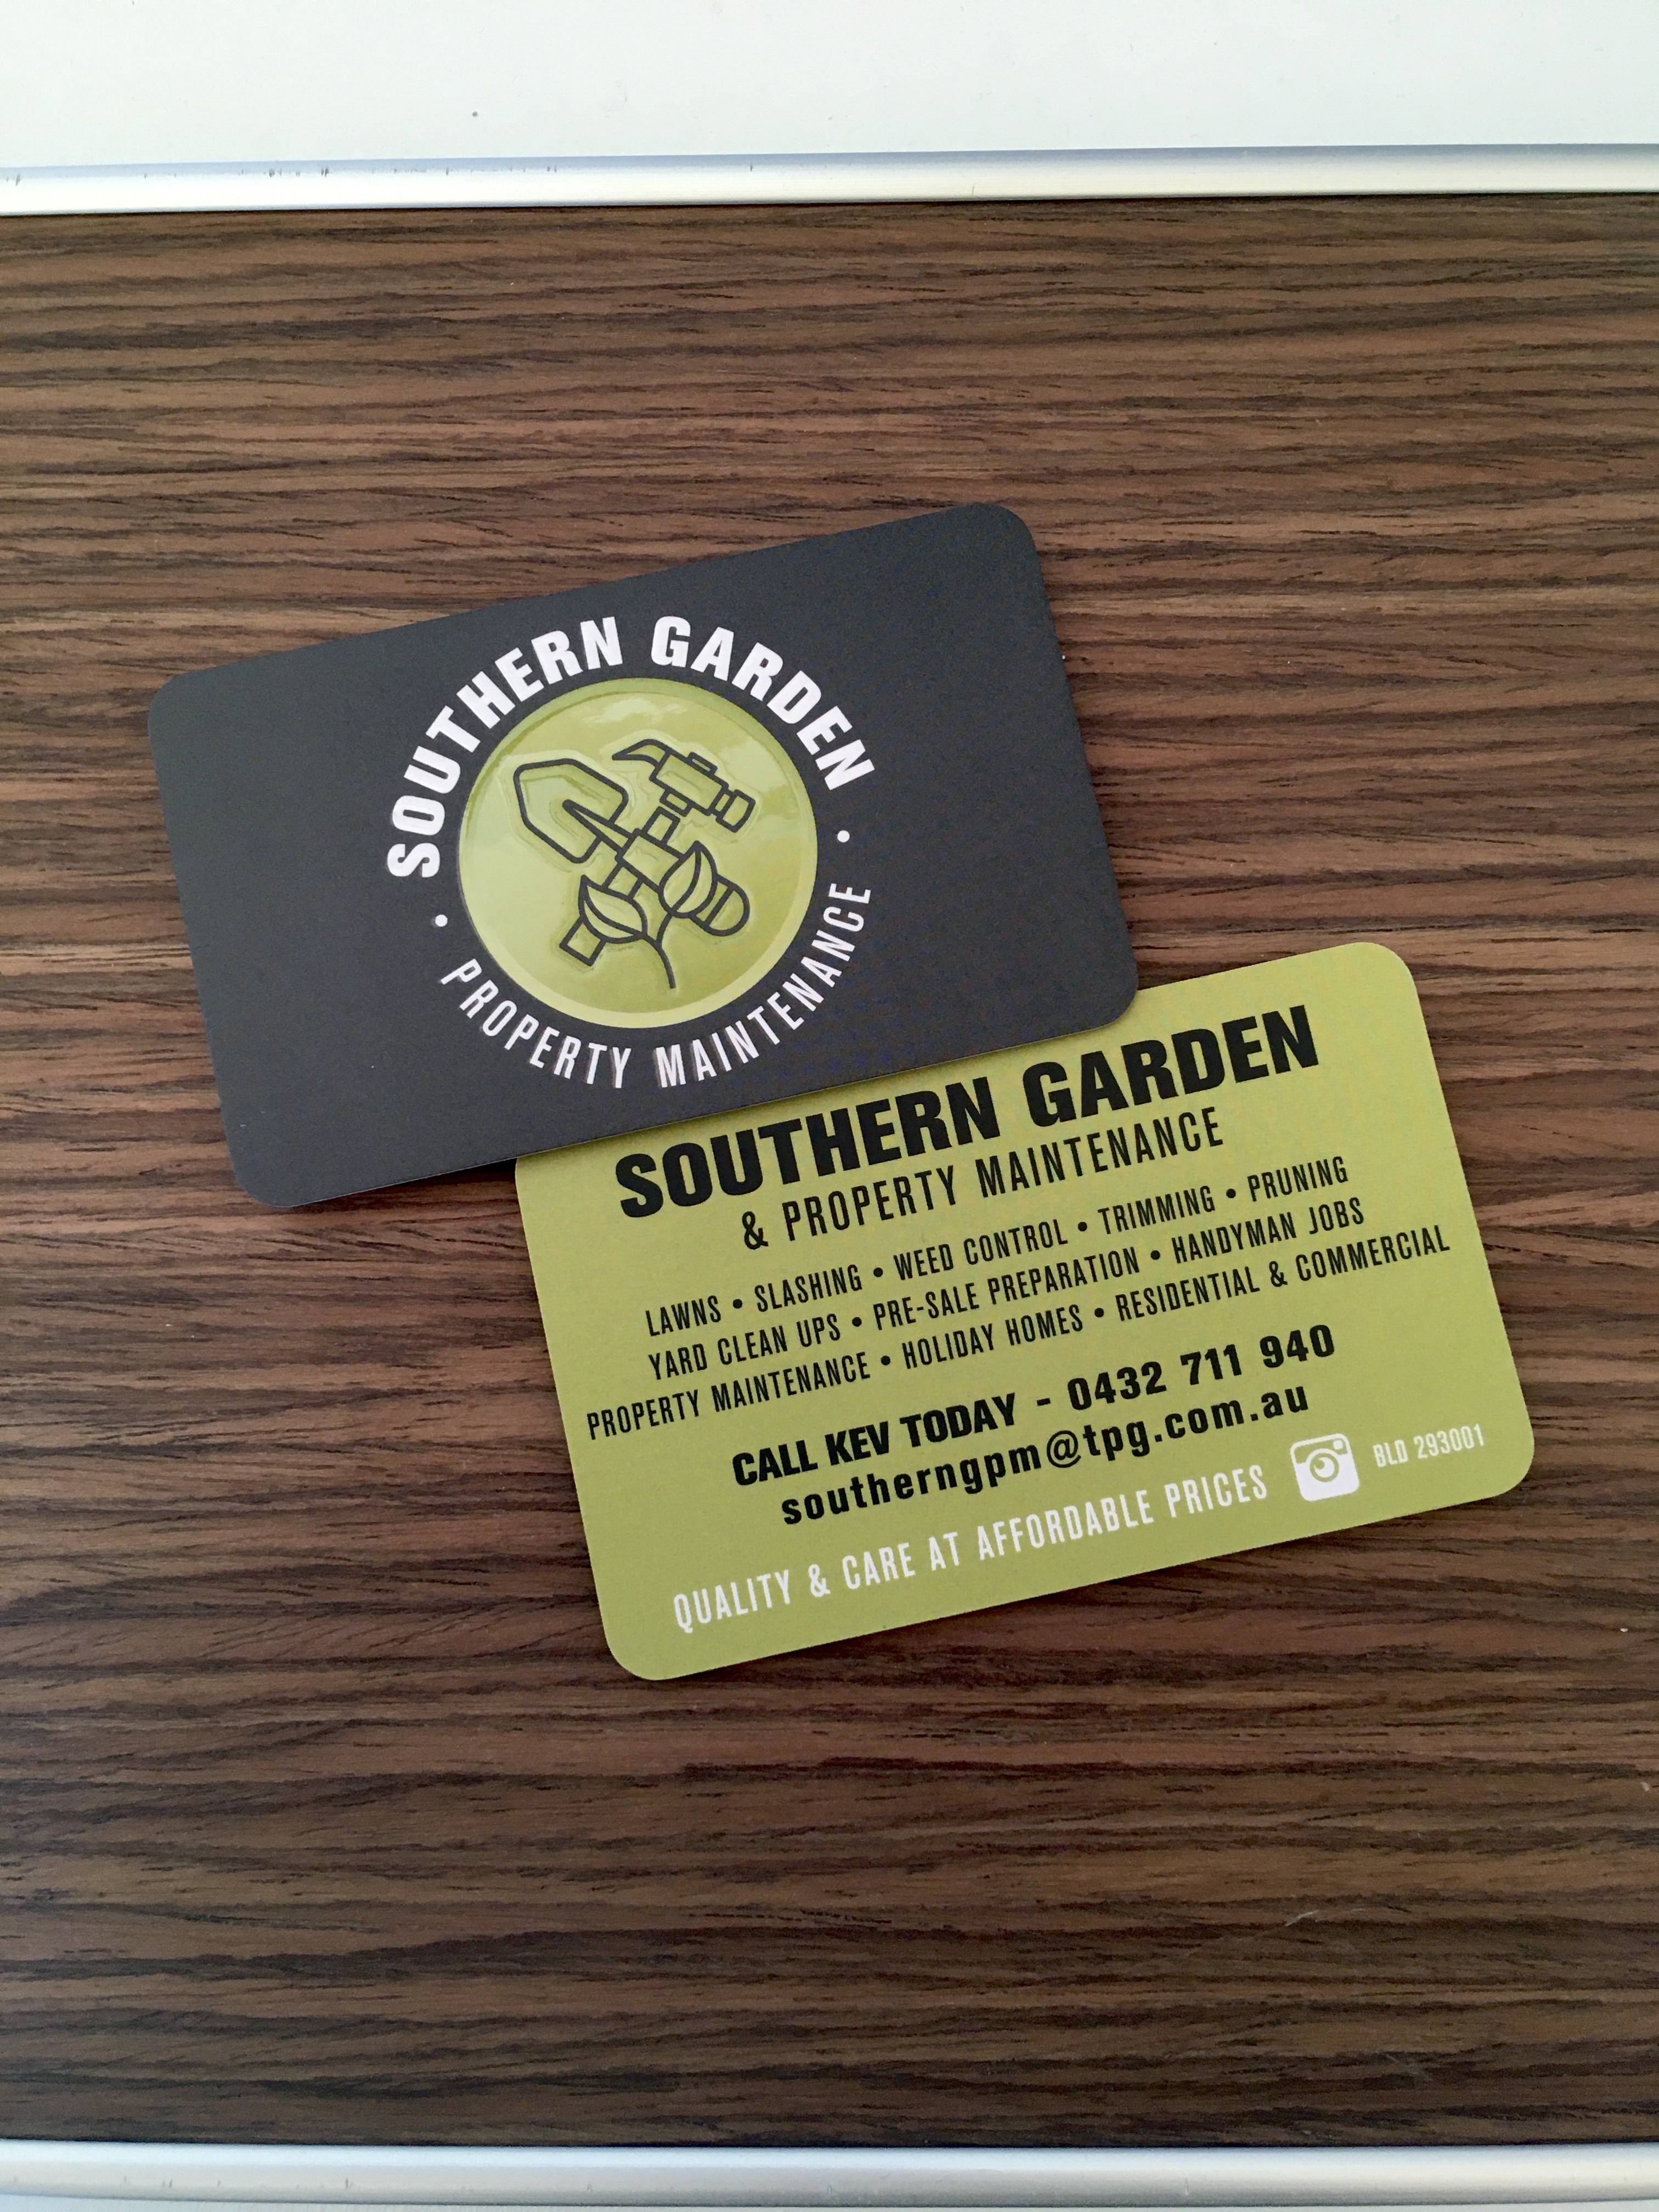 SOUTHERN GARDEN
• PROPERTY MAINTENANCE •
SOUTHERN GARDEN
& PROPERTY MAINTENANCE
LAWNS • SLASHING • WEED CONTROL • TRIMMING • PRUNING
YARD CLEAN UPS • PRE-SALE PREPARATION • HANDYMAN JOBS
PROPERTY MAINTENANCE • HOLIDAY HOMES • RESIDENTIAL & COMMERCIAL
CALL KEV TODAY - 0432 711 940
southerngpm@tpg.com.au
QUALITY & CARE AT AFFORDABLE PRICES
BLD 293001